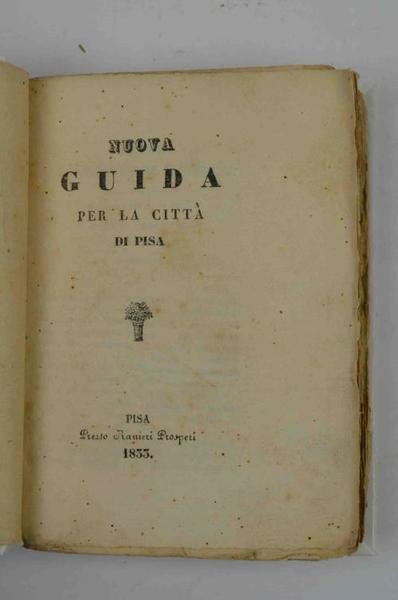 NUOVA
GUIDA
PER LA CITTÀ
DI PISA
PISA
Presso Ranieri Prosperi
1833.